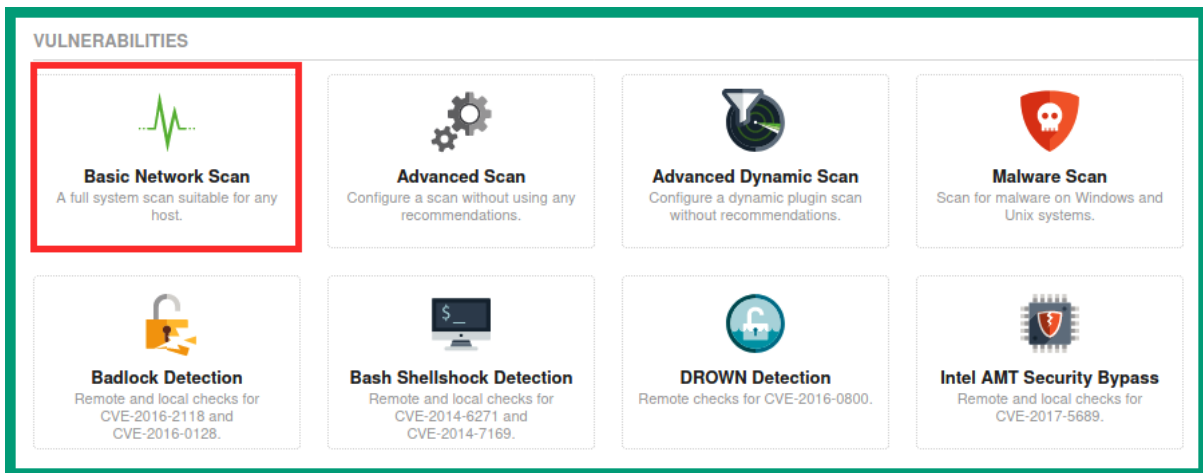 VULNERABILITIES
Basic Network Scan
A full system scan suitable for any
host.
Advanced Scan
Configure a scan without using any
recommendations.
Advanced Dynamic Scan
Configure a dynamic plugin scan
without recommendations.
Malware Scan
Scan for malware on Windows and
Unix systems.
$_
Badlock Detection
Remote and local checks for
CVE-2016-2118 and
CVE-2016-0128.
Bash Shellshock Detection
Remote and local checks for
CVE-2014-6271 and
CVE-2014-7169.
DROWN Detection
Remote checks for CVE-2016-0800.
Intel AMT Security Bypass
Remote and local checks for
CVE-2017-5689.